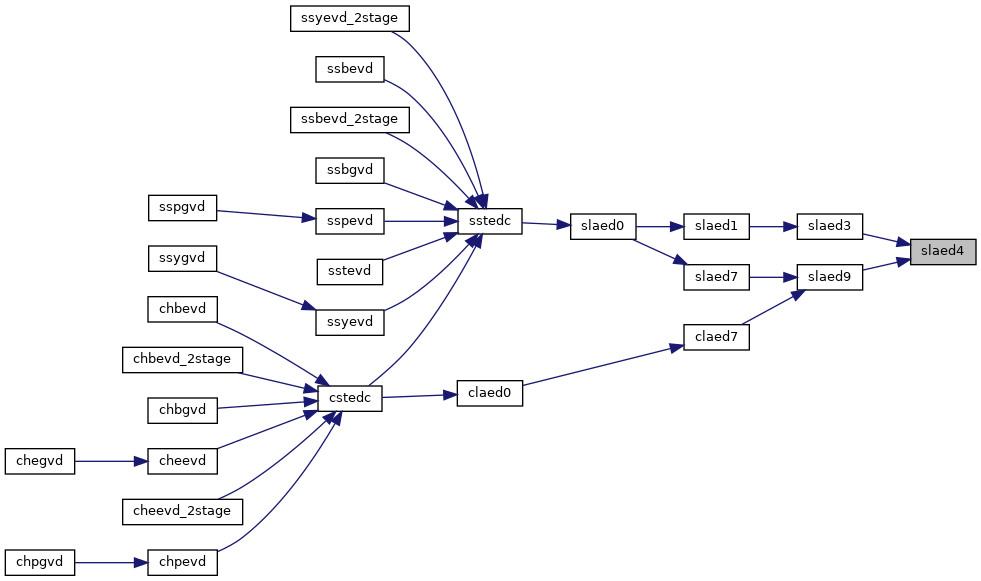 ssyevd_2stage
ssbevd
ssbevd_2stage
ssbgvd
sspgvd
sspevd
sstedc
slaed0
slaed1
slaed3
slaed4
ssygvd
sstevd
slaed7
slaed9
chbevd
ssyevd
claed7
chbevd_2stage
cstedc
claed0
chbgvd
chegvd
cheevd
cheevd_2stage
chpgvd
chpevd